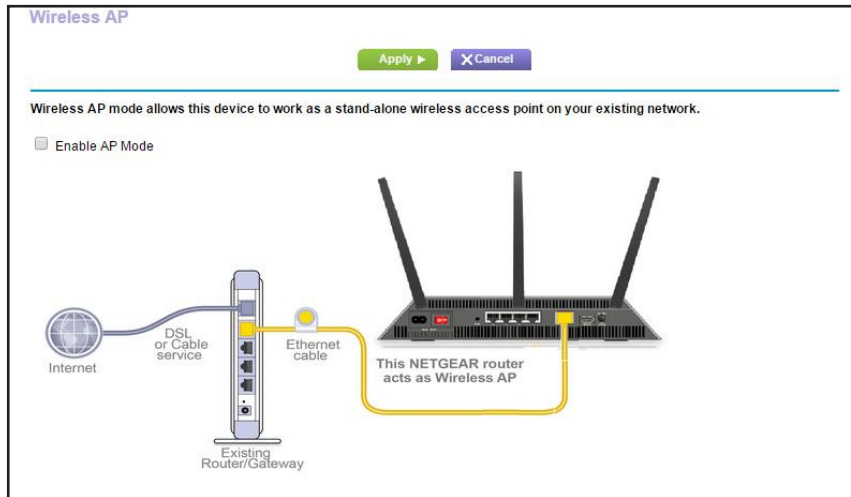 Wireless AP
Apply
Cancel
Wireless AP mode allows this device to work as a stand-alone wireless access point on your existing network.
Enable AP Mode
Internet
DSL
or Cable
service
Ethernet
cable
This NETGEAR router
acts as Wireless AP
Existing
Router/Gateway